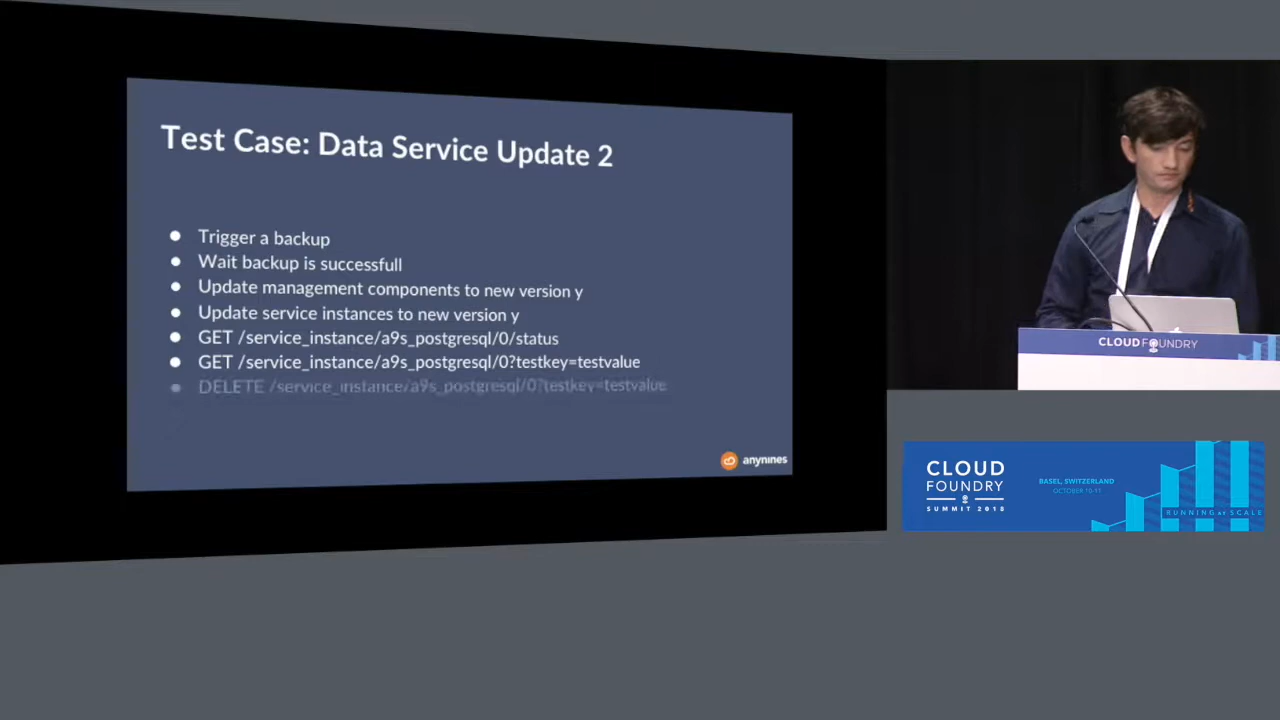 Test Case: Data Service Update 2
Trigger a backup
Wait backup is successfull
Update management components to new version y
Update service instances to new version y
GET /service_instance/a9s_postgresql/0/status
GET /service_instance/a9s_postgresql/0?testkey=testvalue
DELETE /service_instance/a9s_postgresql/0?testkey=testvalue
anynines
CLOUDFOUNDRY
CLOUD
FOUNDRY
SUMMIT 2018
BASEL, SWITZERLAND
OCTOBER 10-11
RUNNING AT SCALE